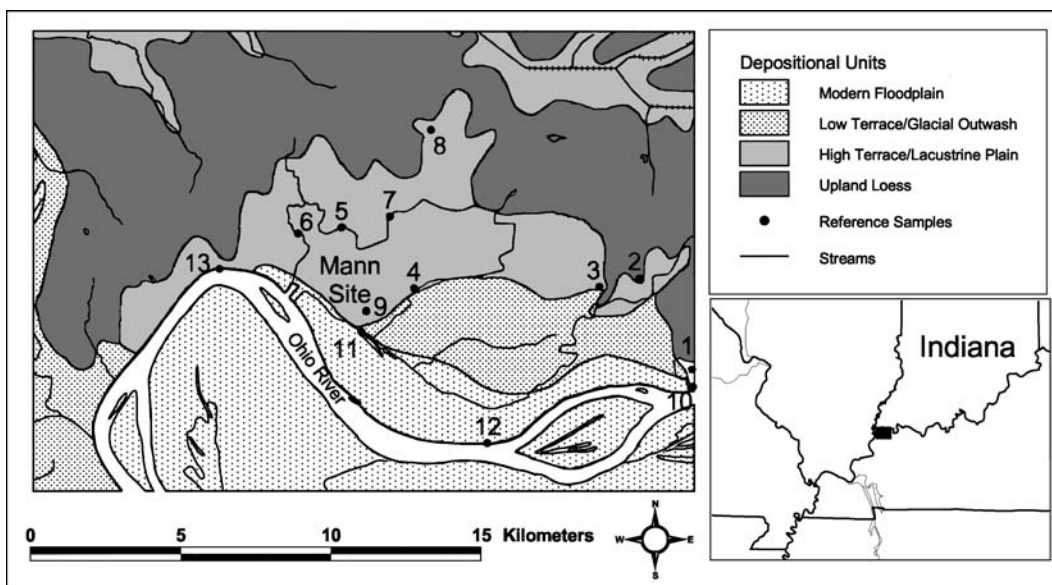 8
7
5
6
Mann
Site
13
4
3
2
9
11
1
10
Ohio River
12
Depositional Units
Modern Floodplain
Low Terrace/Glacial Outwash
High Terrace/Lacustrine Plain
Upland Loess
Reference Samples
Streams
Indiana
0 5 10 15 Kilometers
N
W E
S